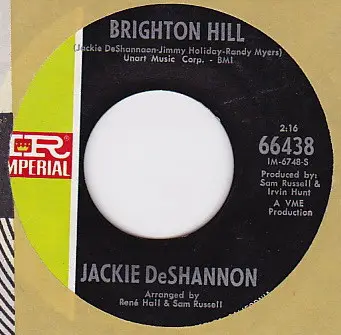 BRIGHTON HILL
(Jackie DeShannon-Jimmy Holiday-Randy Myers)
Unart Music Corp. - BMI
2:16
66438
IM-6748-S
IR
IMPERIAL
Produced by:
Sam Russell &
Irvin Hunt
A VME
Production
JACKIE DeSHANNON
Arranged by
René Hall & Sam Russell